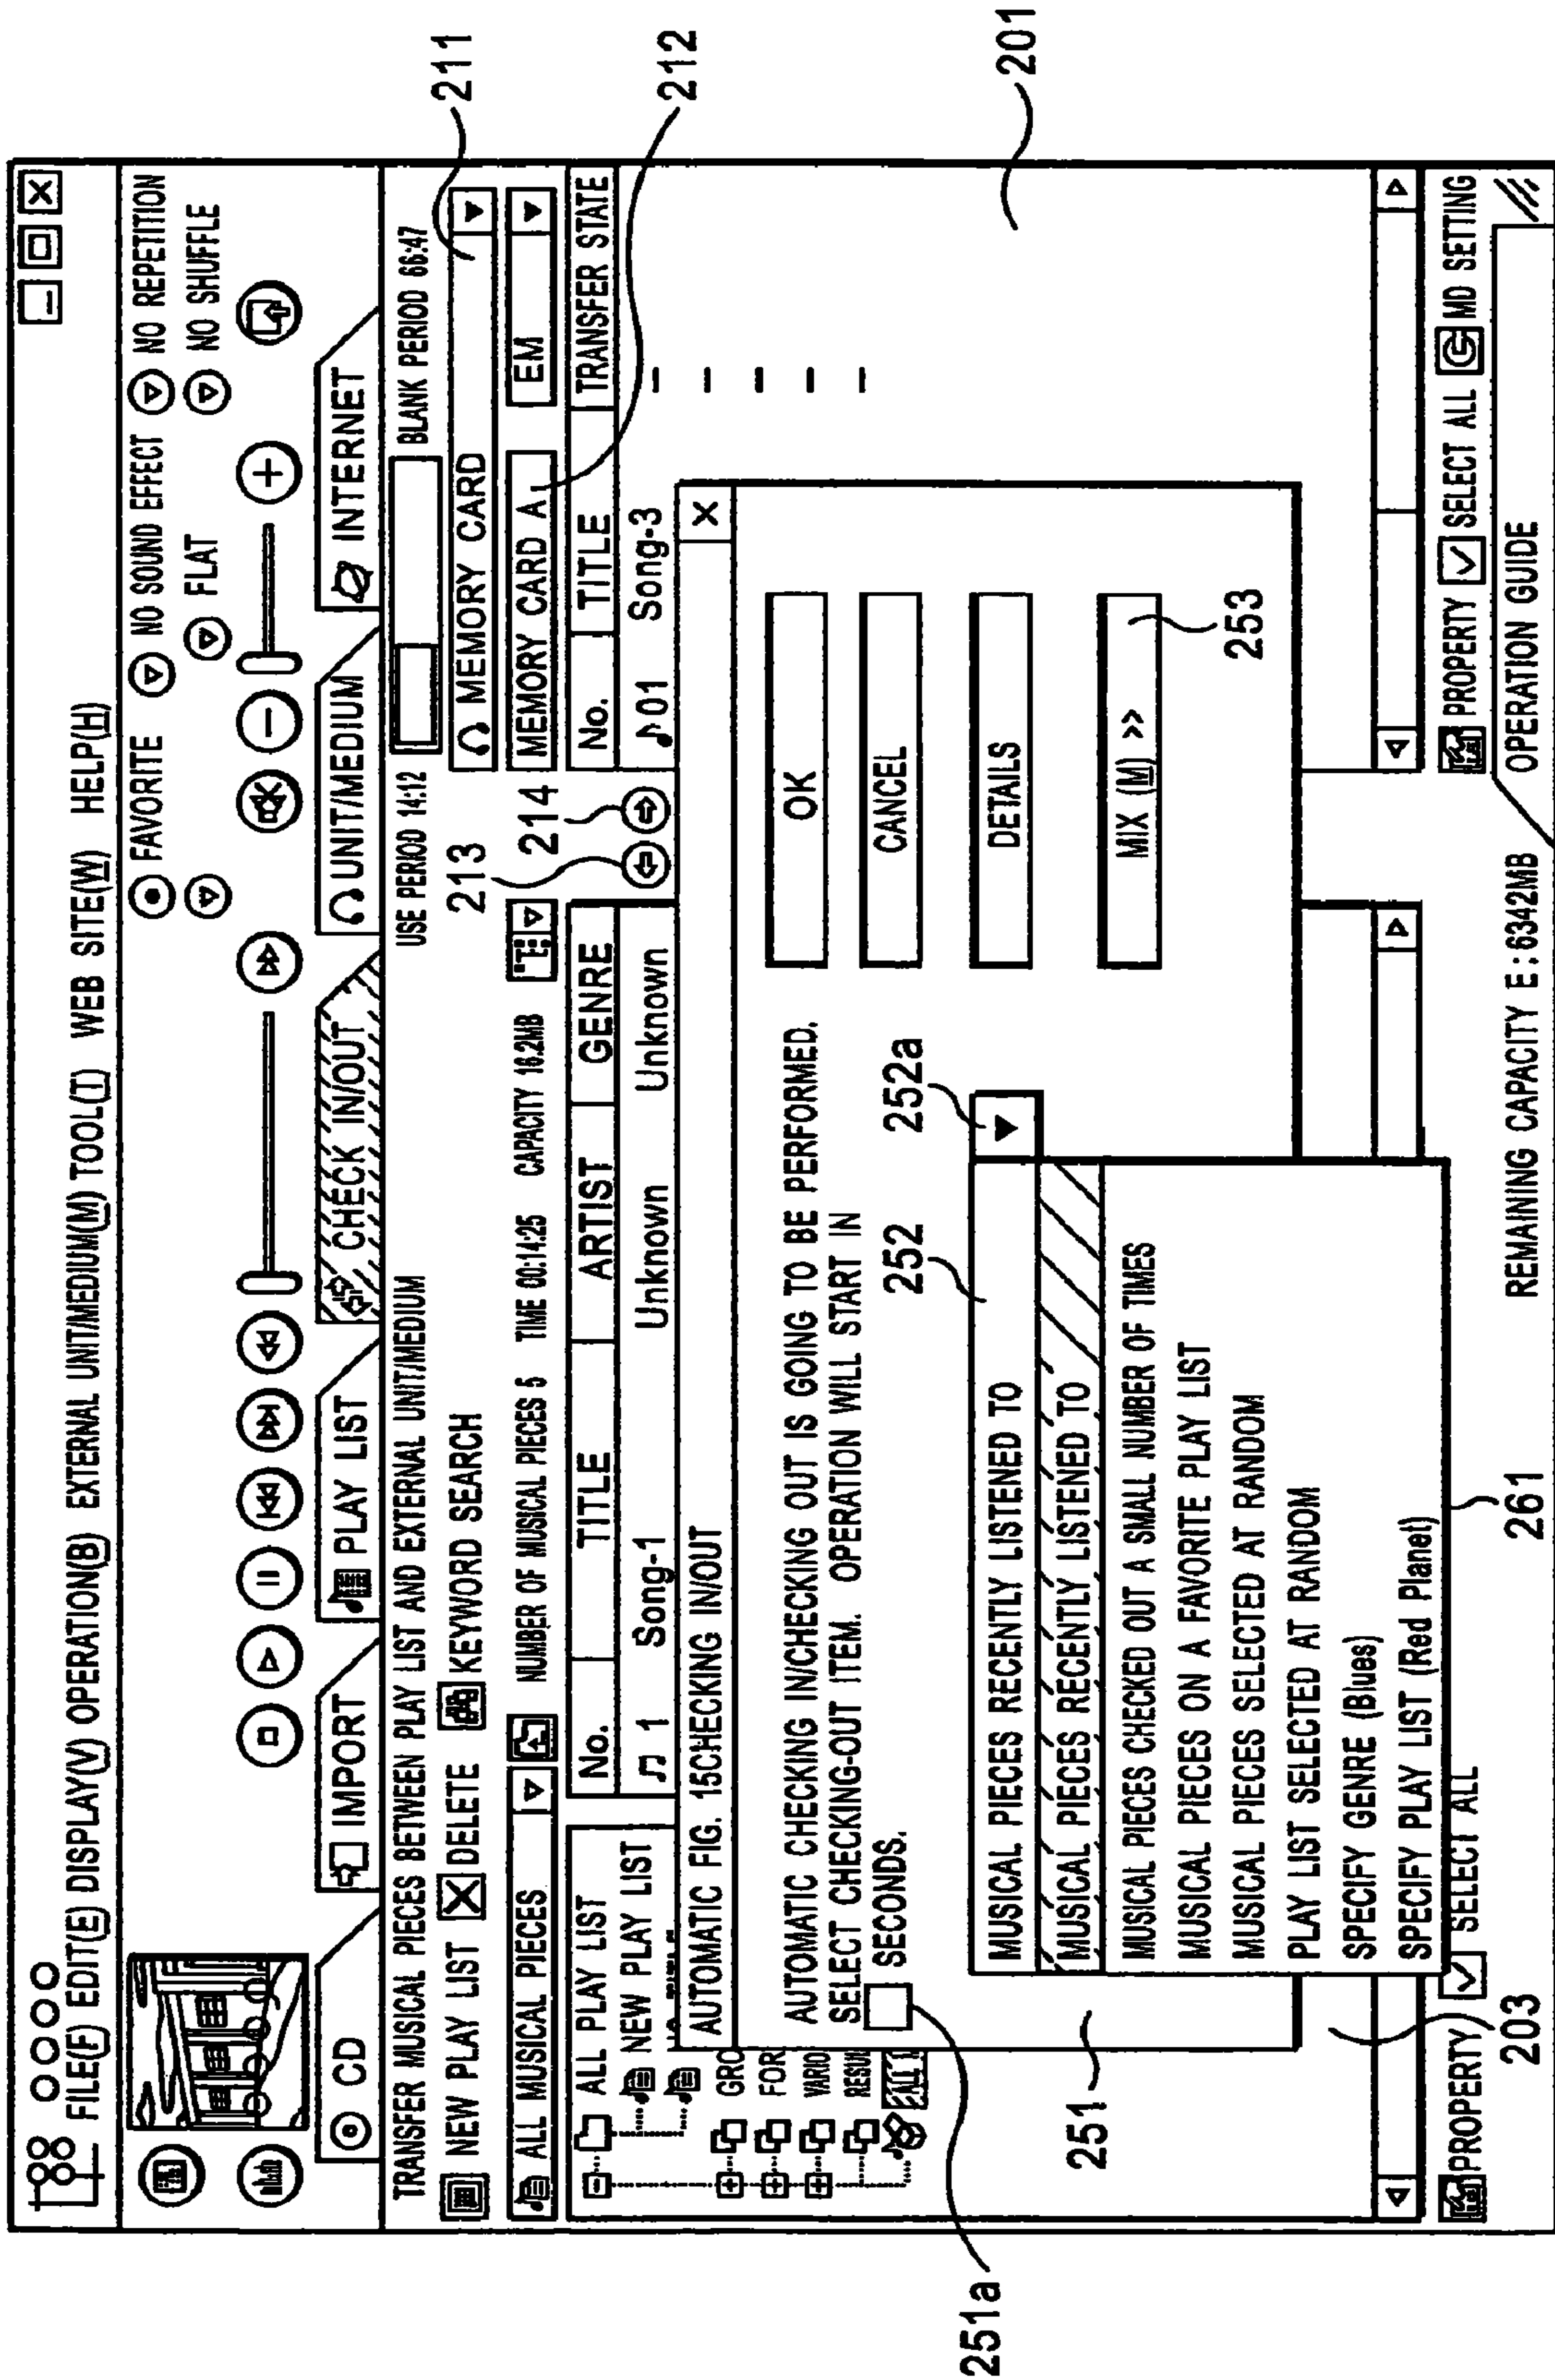 FILE(F) EDIT(E) DISPLAY(V) OPERATION(B) EXTERNAL UNIT/MEDIUM(M) TOOL(T) WEB SITE(W) HELP(H)
FAVORITE NO SOUND EFFECT NO REPETITION
FLAT NO SHUFFLE
CD IMPORT PLAY LIST CHECK IN/OUT UNIT/MEDIUM INTERNET
TRANSFER MUSICAL PIECES BETWEEN PLAY LIST AND EXTERNAL UNIT/MEDIUM USE PERIOD 14:12 BLANK PERIOD 66:47
NEW PLAY LIST DELETE KEYWORD SEARCH
213
MEMORY CARD
211
ALL MUSICAL PIECES NUMBER OF MUSICAL PIECES 5 TIME 00:14:25 CAPACITY 16.2MB
214
MEMORY CARD A EM
212
ALL PLAY LIST No. TITLE ARTIST GENRE No. TITLE TRANSFER STATE
NEW PLAY LIST 1 Song-1 Unknown Unknown 01 Song-3 –
–
–
–
–
AUTOMATIC FIG. 15CHECKING IN/OUT X
GRO
FOR
VARIO
RESUL
ALL
AUTOMATIC CHECKING IN/CHECKING OUT IS GOING TO BE PERFORMED.
SELECT CHECKING-OUT ITEM. OPERATION WILL START IN
SECONDS.
OK
CANCEL
DETAILS
MIX (M) >>
253
201
252
252a
MUSICAL PIECES RECENTLY LISTENED TO
MUSICAL PIECES RECENTLY LISTENED TO
MUSICAL PIECES CHECKED OUT A SMALL NUMBER OF TIMES
MUSICAL PIECES ON A FAVORITE PLAY LIST
MUSICAL PIECES SELECTED AT RANDOM
PLAY LIST SELECTED AT RANDOM
SPECIFY GENRE (Blues)
SPECIFY PLAY LIST (Red Planet)
251a
251
203
261
PROPERTY SELECT ALL
PROPERTY SELECT ALL MD SETTING
REMAINING CAPACITY E:6342MB OPERATION GUIDE